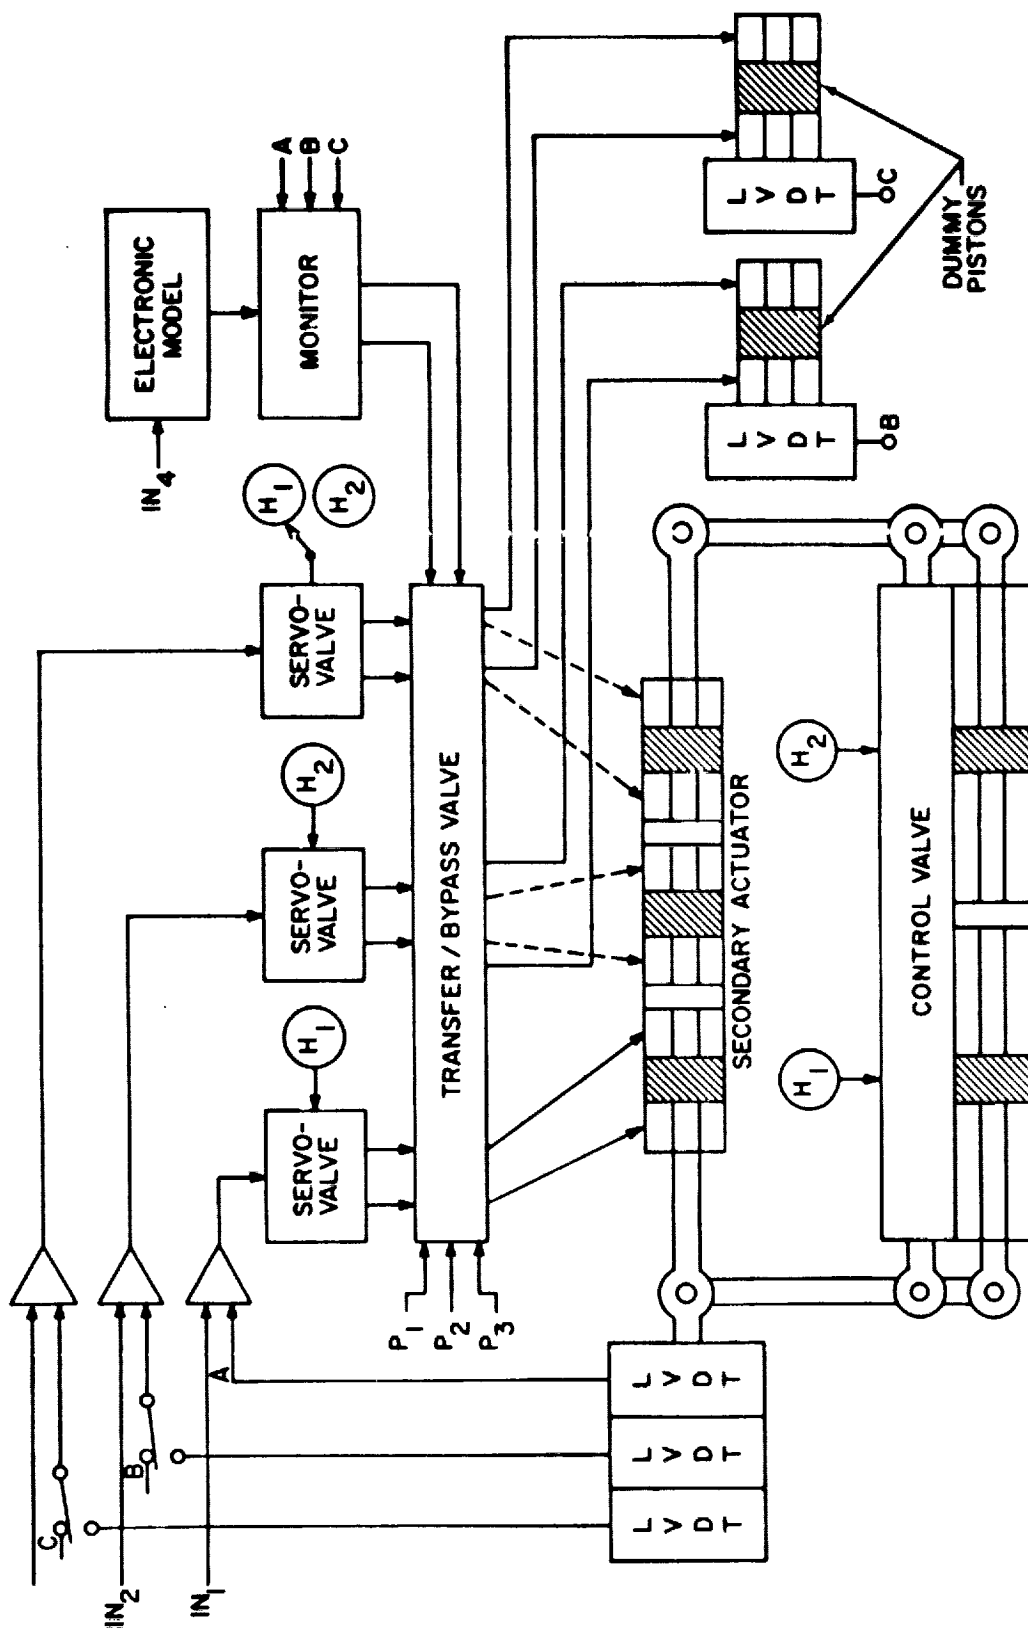 IN4
ELECTRONIC
MODEL
MONITOR
A
B
C
H1
H2
SERVO-
VALVE
H2
SERVO-
VALVE
H1
SERVO-
VALVE
C
IN2
B
IN1
A
P1
P2
P3
TRANSFER/BYPASS VALVE
LVDT
LVDT
LVDT
SECONDARY ACTUATOR
H1
H2
CONTROL VALVE
LVDT
B
LVDT
C
DUMMY
PISTONS